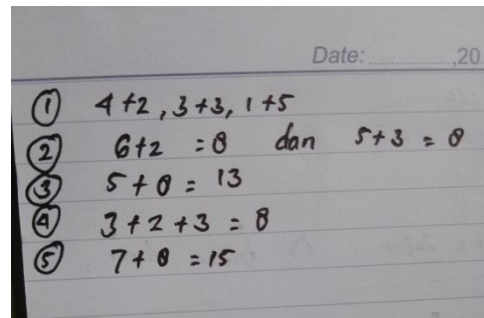 Date: ................,20
① 4+2, 3+3, 1+5
② 6+2 = 8 dan 5+3 = 8
③ 5+8 = 13
④ 3+2+3 = 8
⑤ 7+8 = 15